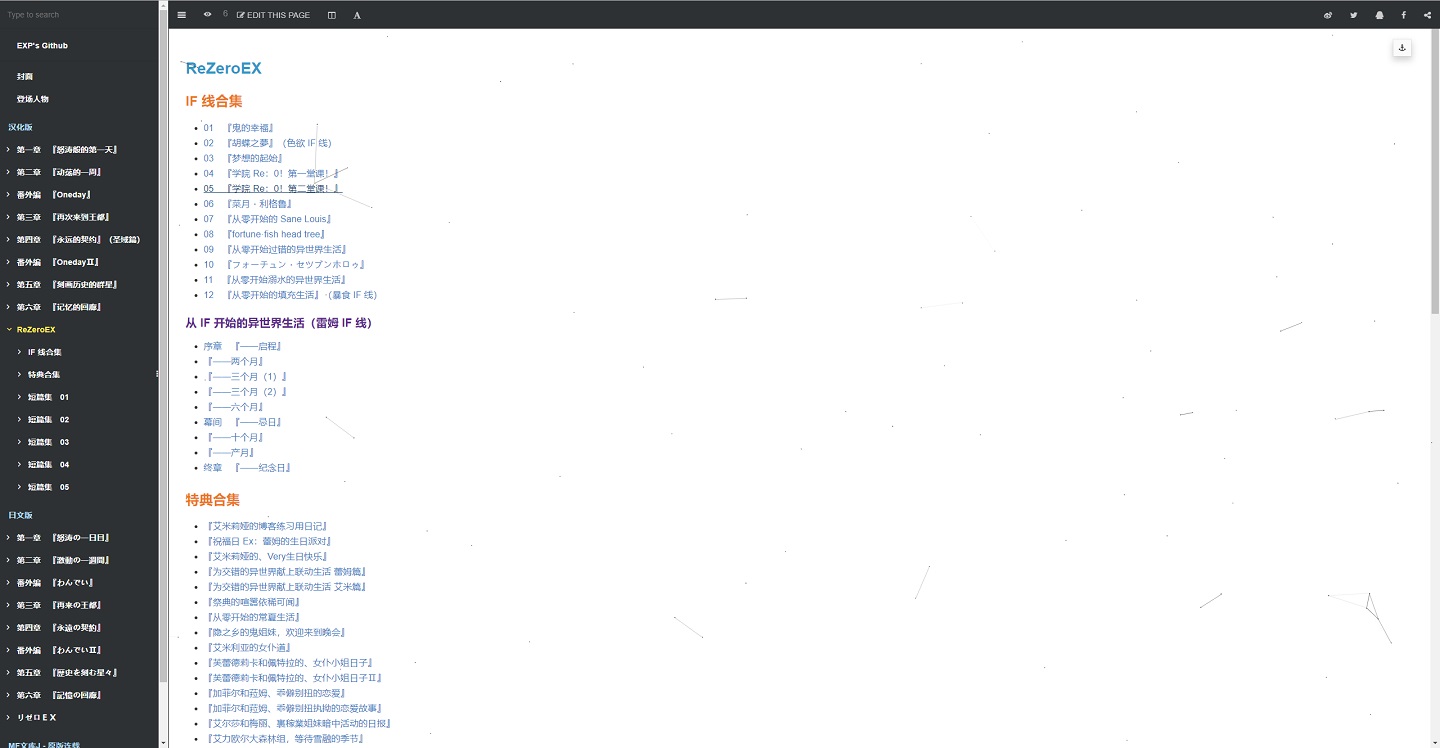 Type to search
EXP's Github
封面
登场人物
汉化版
第一章 『怒涛般的第一天』
第二章 『动荡的一周』
番外编 『Oneday』
第三章 『再次来到王都』
第四章 『永远的契约』（圣域篇）
番外编 『OnedayⅡ』
第五章 『刻画历史的群星』
第六章 『记忆的回廊』
ReZeroEX
IF 线合集
特典合集
短篇集 01
短篇集 02
短篇集 03
短篇集 04
短篇集 05
日文版
第一章 『怒涛の一日目』
第二章 『激動の一週間』
番外編 『わんでい』
第三章 『再来の王都』
第四章 『永遠の契約』
番外編 『わんでいⅡ』
第五章 『歴史を刻む星々』
第六章 『記憶の回廊』
リゼロＥＸ
MF文库J - 原版连载
6 EDIT THIS PAGE A
ReZeroEX
IF 线合集
01 『鬼的幸福』
02 『胡蝶之夢』（色欲 IF 线）
03 『梦想的起始』
04 『学院 Re：0！第一堂课！』
05 『学院 Re：0！第二堂课！』
06 『菜月・利格鲁』
07 『从零开始的 Sane Louis』
08 『fortune·fish head tree』
09 『从零开始过错的异世界生活』
10 『フォーチュン・セツブンホロゥ』
11 『从零开始溺水的异世界生活』
12 『从零开始的填充生活』（暴食 IF 线）
从 IF 开始的异世界生活（雷姆 IF 线）
序章 『——启程』
『——两个月』
『——三个月（1）』
『——三个月（2）』
『——六个月』
幕间 『——忌日』
『——十个月』
『——产月』
终章 『——纪念日』
特典合集
『艾米莉娅的博客练习用日记』
『祝福日 Ex：蕾姆的生日派对』
『艾米莉娅的、Very生日快乐』
『为交错的异世界献上联动生活 蕾姆篇』
『为交错的异世界献上联动生活 艾米篇』
『祭典的喧嚣依稀可闻』
『从零开始的常夏生活』
『隐之乡的鬼姐妹，欢迎来到晚会』
『艾米利亚的女仆道』
『芙蕾德莉卡和佩特拉的、女仆小姐日子』
『芙蕾德莉卡和佩特拉的、女仆小姐日子Ⅱ』
『加菲尔和菈姆、乖僻别扭的恋爱』
『加菲尔和菈姆、乖僻别扭执拗的恋爱故事』
『艾尔莎和梅丽、裏稼業姐妹暗中活动的日报』
『艾力欧尔大森林组，等待雪融的季节』